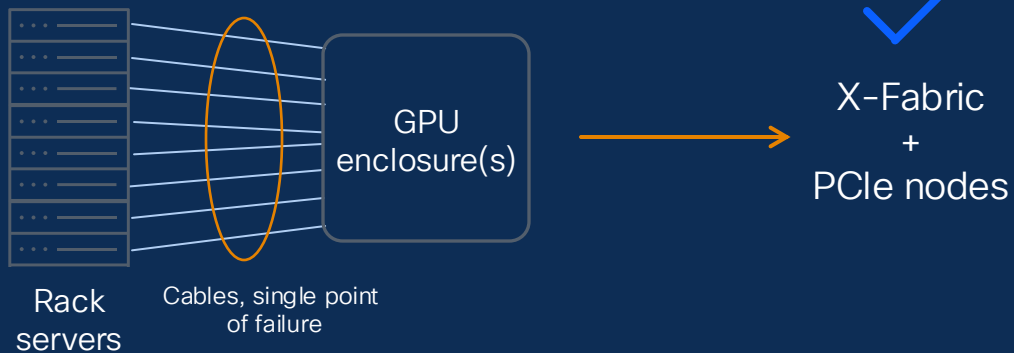 GPU
enclosure(s)
X-Fabric
+
PCIe nodes
Rack
servers
Cables, single point
of failure